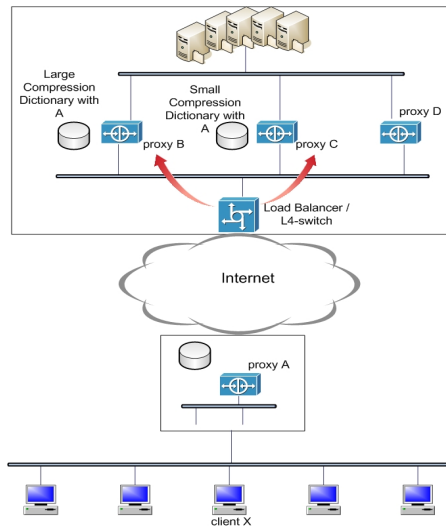 Large
Compression
Dictionary with
A
Small
Compression
Dictionary with
A
proxy B
proxy C
proxy D
Load Balancer /
L4-switch
Internet
proxy A
client X